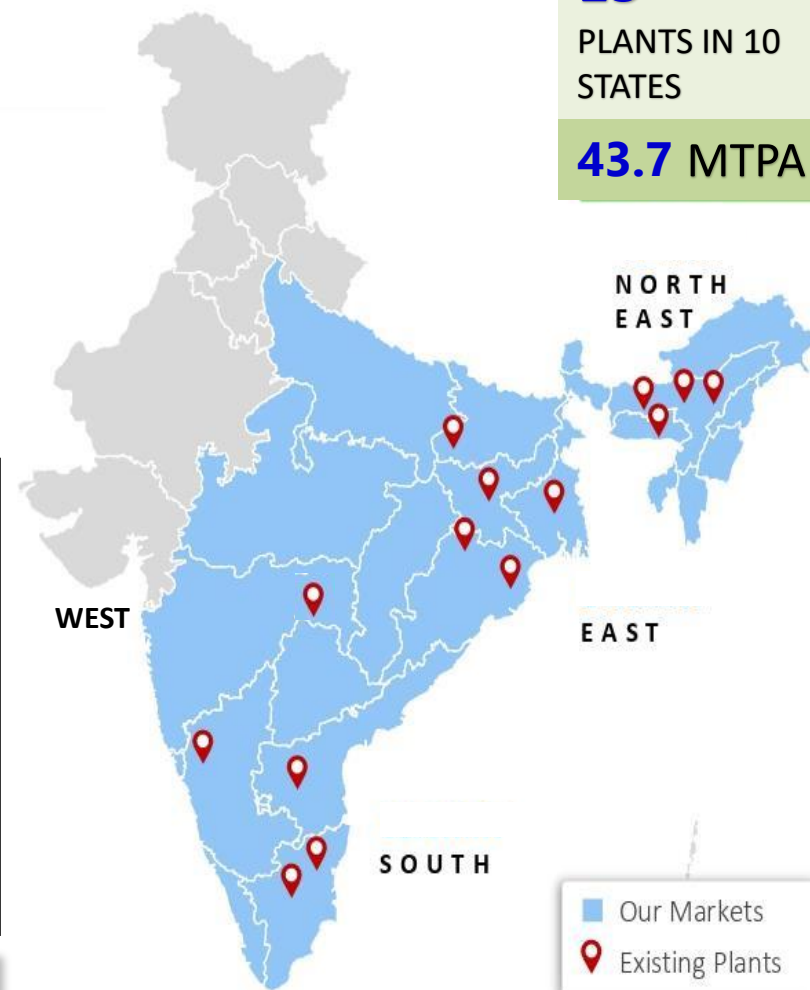 PLANTS IN 10
STATES
43.7 MTPA
NORTH
EAST
WEST
EAST
SOUTH
Our Markets
Existing Plants